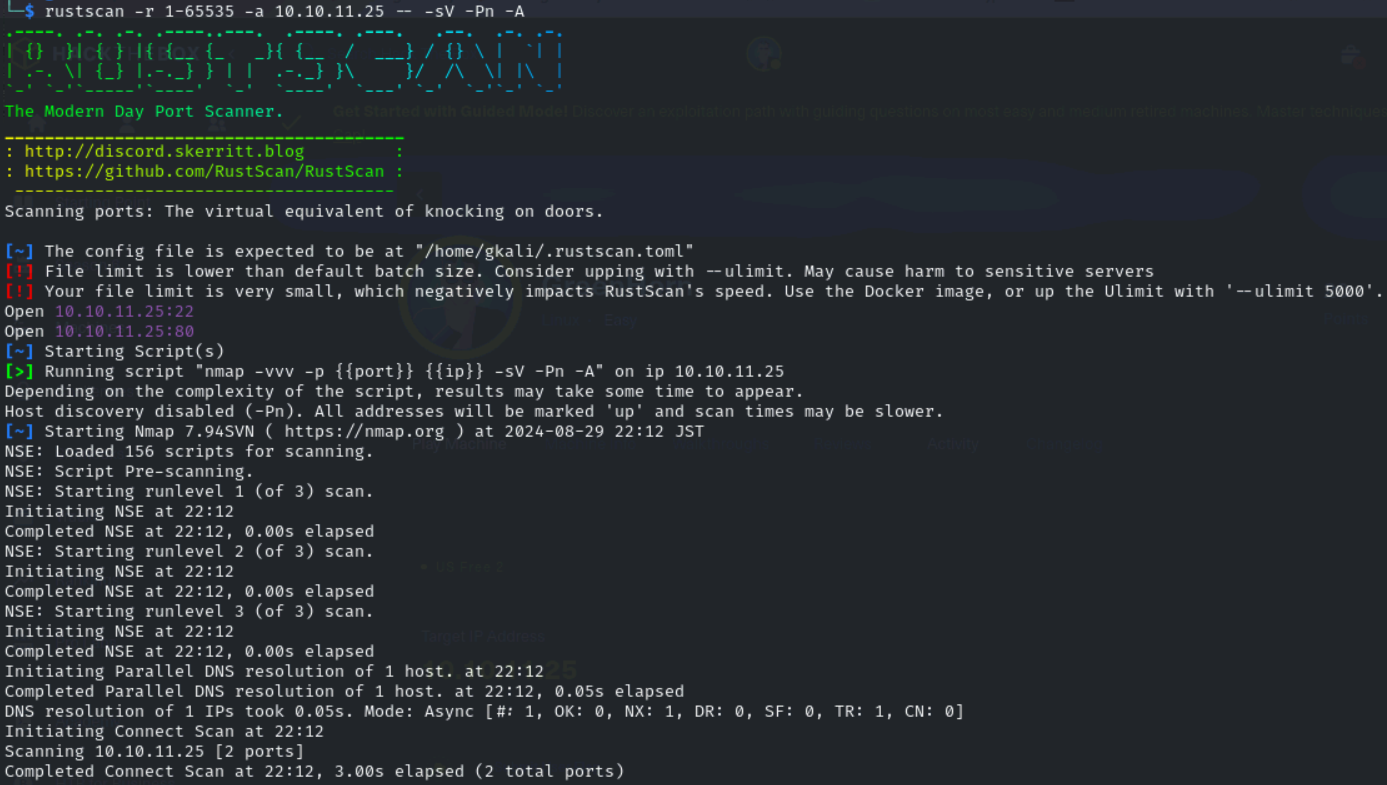 └─$ rustscan -r 1-65535 -a 10.10.11.25 -- -sV -Pn -A
.----. .-. .-. .----..---.  .----. .---.   .--.  .-. .-.
| {}  }| { } |{ {__ {_   _}{ {__  /  ___} / {} \ |  `| |
| .-. \| {_} |.-._} } | |  .-._} }\     }/  /\  \| |\  |
`-' `-'`-----'`----'  `-'  `----'  `---' `-'  `-'`-' `-'
The Modern Day Port Scanner.
________________________________________
: http://discord.skerritt.blog         :
: https://github.com/RustScan/RustScan :
 --------------------------------------
Scanning ports: The virtual equivalent of knocking on doors.
[~] The config file is expected to be at "/home/gkali/.rustscan.toml"
[!] File limit is lower than default batch size. Consider upping with --ulimit. May cause harm to sensitive servers
[!] Your file limit is very small, which negatively impacts RustScan's speed. Use the Docker image, or up the Ulimit with '--ulimit 5000'.
Open 10.10.11.25:22
Open 10.10.11.25:80
[~] Starting Script(s)
[>] Running script "nmap -vvv -p {{port}} {{ip}} -sV -Pn -A" on ip 10.10.11.25
Depending on the complexity of the script, results may take some time to appear.
Host discovery disabled (-Pn). All addresses will be marked 'up' and scan times may be slower.
[~] Starting Nmap 7.94SVN ( https://nmap.org ) at 2024-08-29 22:12 JST
NSE: Loaded 156 scripts for scanning.
NSE: Script Pre-scanning.
NSE: Starting runlevel 1 (of 3) scan.
Initiating NSE at 22:12
Completed NSE at 22:12, 0.00s elapsed
NSE: Starting runlevel 2 (of 3) scan.
Initiating NSE at 22:12
Completed NSE at 22:12, 0.00s elapsed
NSE: Starting runlevel 3 (of 3) scan.
Initiating NSE at 22:12
Completed NSE at 22:12, 0.00s elapsed
Initiating Parallel DNS resolution of 1 host. at 22:12
Completed Parallel DNS resolution of 1 host. at 22:12, 0.05s elapsed
DNS resolution of 1 IPs took 0.05s. Mode: Async [#: 1, OK: 0, NX: 1, DR: 0, SF: 0, TR: 1, CN: 0]
Initiating Connect Scan at 22:12
Scanning 10.10.11.25 [2 ports]
Completed Connect Scan at 22:12, 3.00s elapsed (2 total ports)